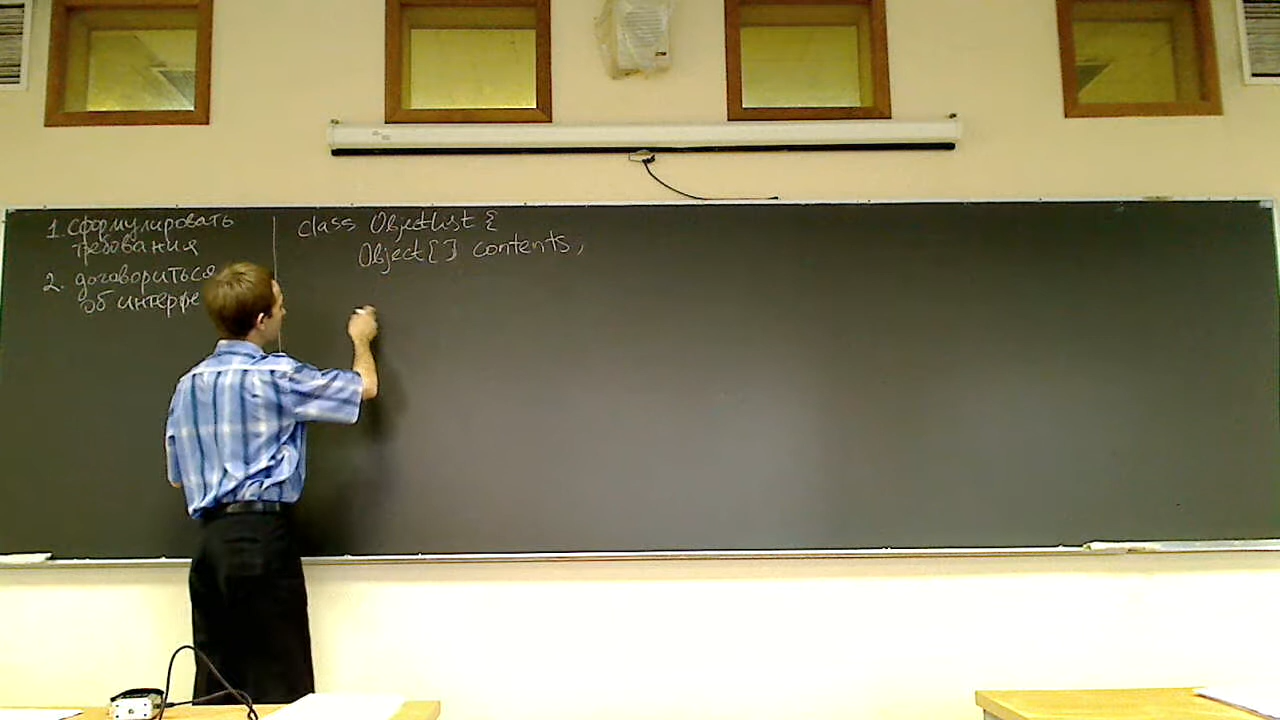 1. Сформулировать
требования
2. договориться
об интерфе
class ObjectList {
Object[] contents,